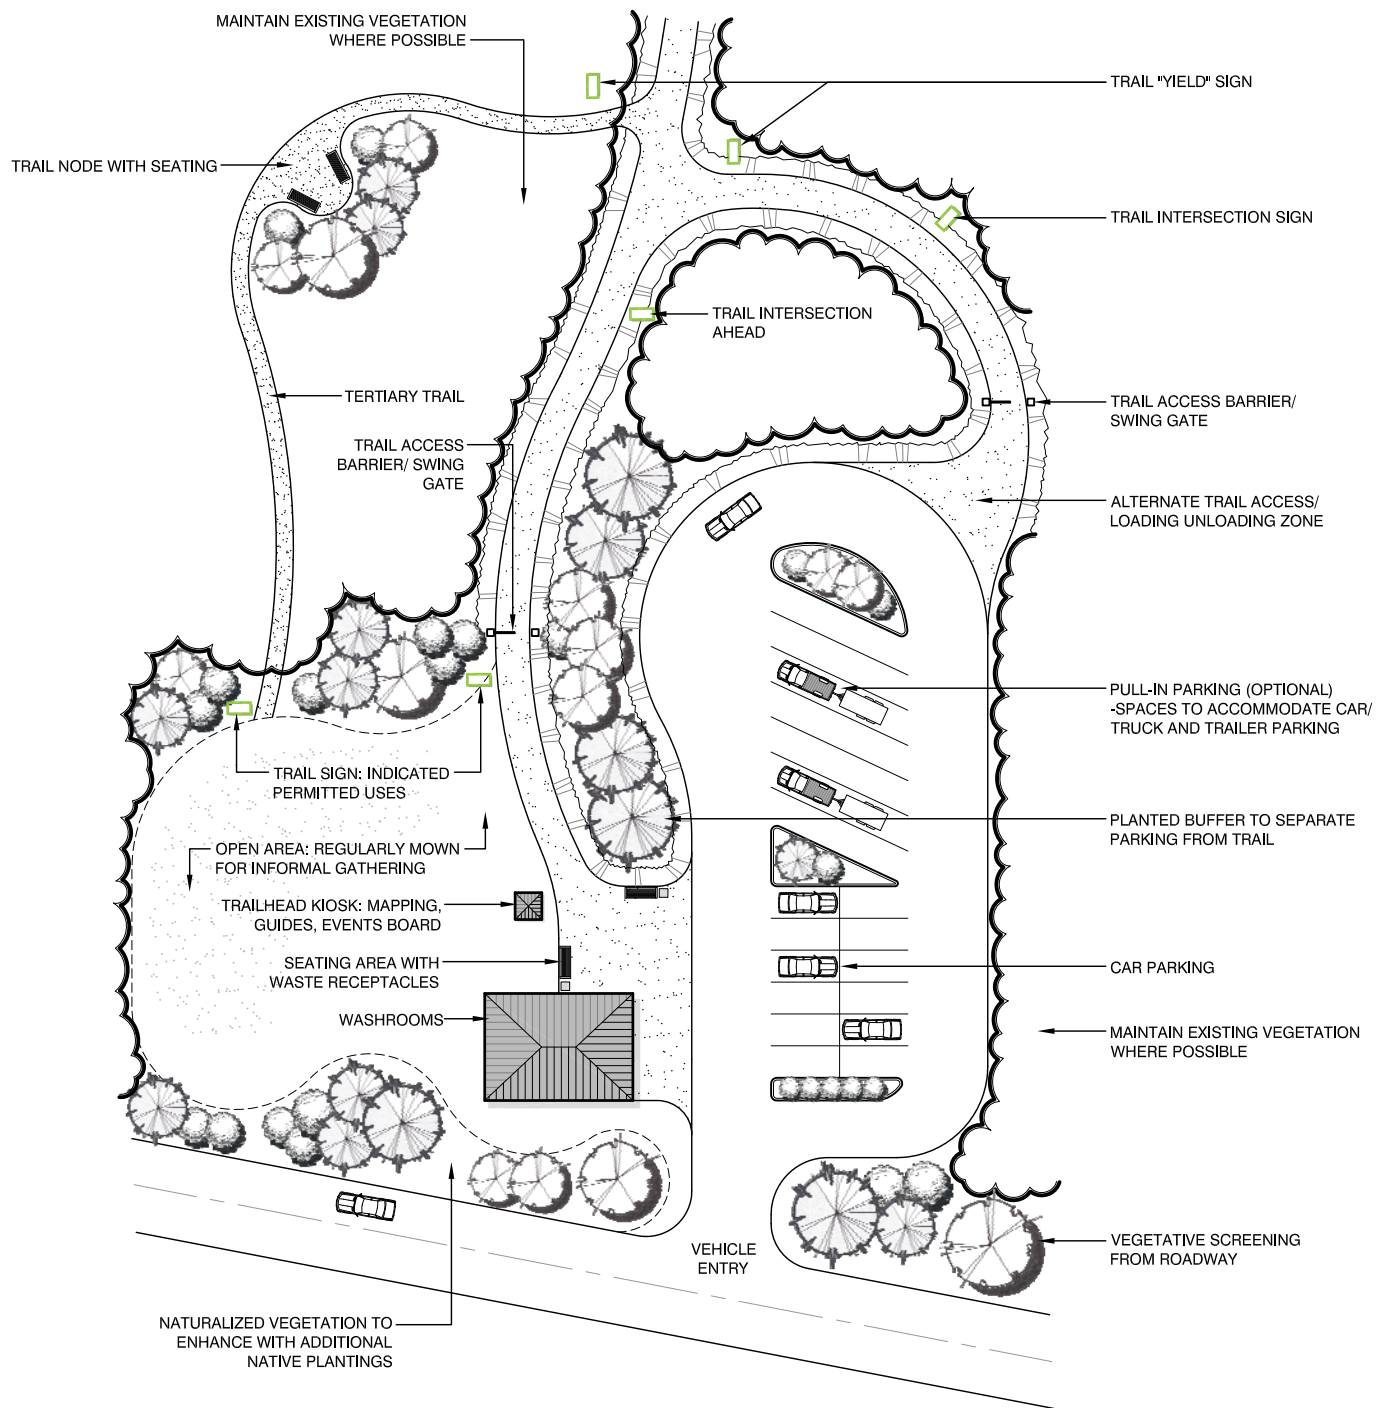 MAINTAIN EXISTING VEGETATION
WHERE POSSIBLE
TRAIL "YIELD" SIGN
TRAIL NODE WITH SEATING
TRAIL INTERSECTION SIGN
TRAIL INTERSECTION
AHEAD
TERTIARY TRAIL
TRAIL ACCESS BARRIER/
SWING GATE
TRAIL ACCESS
BARRIER/ SWING
GATE
ALTERNATE TRAIL ACCESS/
LOADING UNLOADING ZONE
PULL-IN PARKING (OPTIONAL)
-SPACES TO ACCOMMODATE CAR/
TRUCK AND TRAILER PARKING
TRAIL SIGN: INDICATED
PERMITTED USES
PLANTED BUFFER TO SEPARATE
PARKING FROM TRAIL
OPEN AREA: REGULARLY MOWN
FOR INFORMAL GATHERING
TRAILHEAD KIOSK: MAPPING,
GUIDES, EVENTS BOARD
SEATING AREA WITH
WASTE RECEPTACLES
CAR PARKING
WASHROOMS
MAINTAIN EXISTING VEGETATION
WHERE POSSIBLE
VEHICLE
ENTRY
VEGETATIVE SCREENING
FROM ROADWAY
NATURALIZED VEGETATION TO
ENHANCE WITH ADDITIONAL
NATIVE PLANTINGS